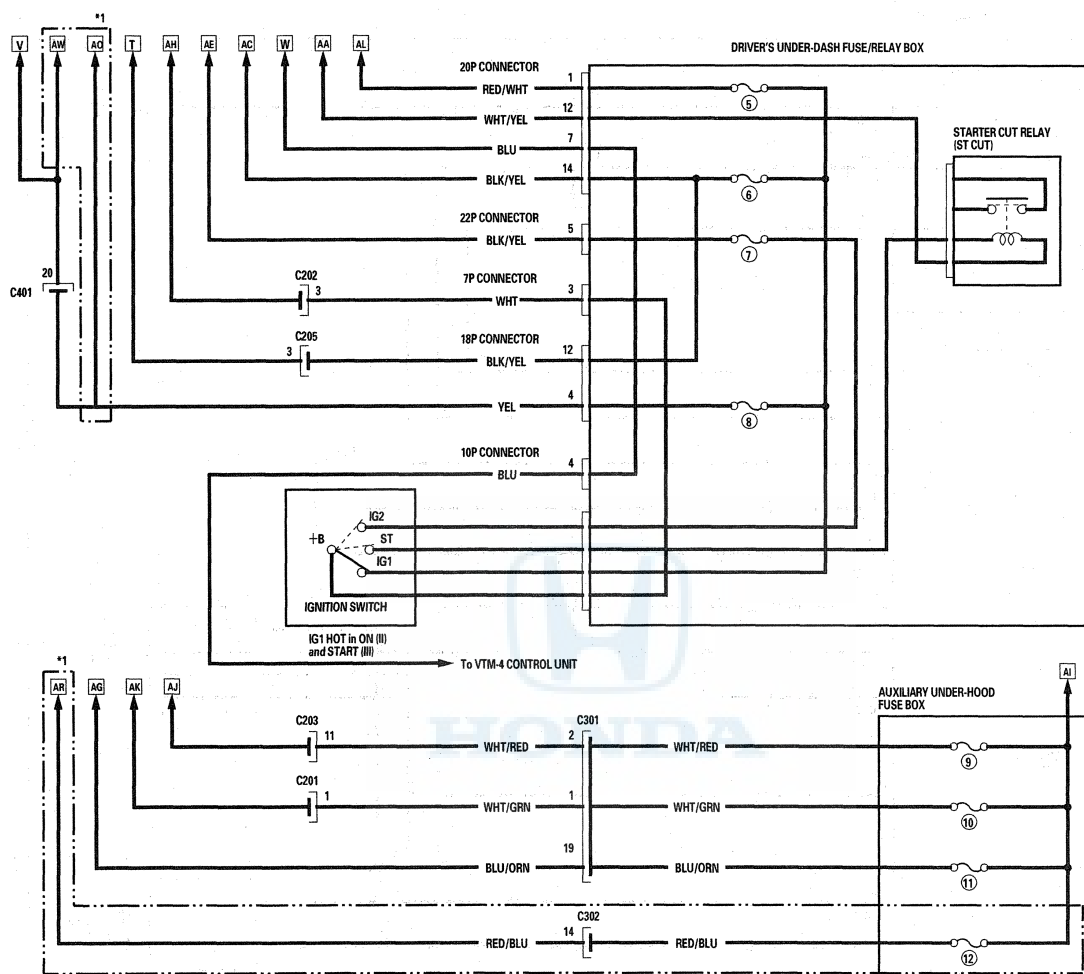 *1
V AW AO T AH AE AC W AA AL
DRIVER'S UNDER-DASH FUSE/RELAY BOX
20P CONNECTOR
RED/WHT 1
5
WHT/YEL 12
STARTER CUT RELAY
(ST CUT)
BLU 7
BLK/YEL 14
6
22P CONNECTOR
BLK/YEL 5
7
C401 20
C202
3
7P CONNECTOR
WHT 3
C205
3
18P CONNECTOR
BLK/YEL 12
YEL 4
8
10P CONNECTOR
BLU 4
IG2
+B ST
IG1
IGNITION SWITCH
IG1 HOT in ON (II)
and START (III)
To VTM-4 CONTROL UNIT
*1
AR AG AK AJ
AI
AUXILIARY UNDER-HOOD
FUSE BOX
C203
11
C301
WHT/RED 2 WHT/RED
9
C201
1
WHT/GRN 1 WHT/GRN
10
HONDA
BLU/ORN 19 BLU/ORN
11
C302
RED/BLU 14 RED/BLU
12